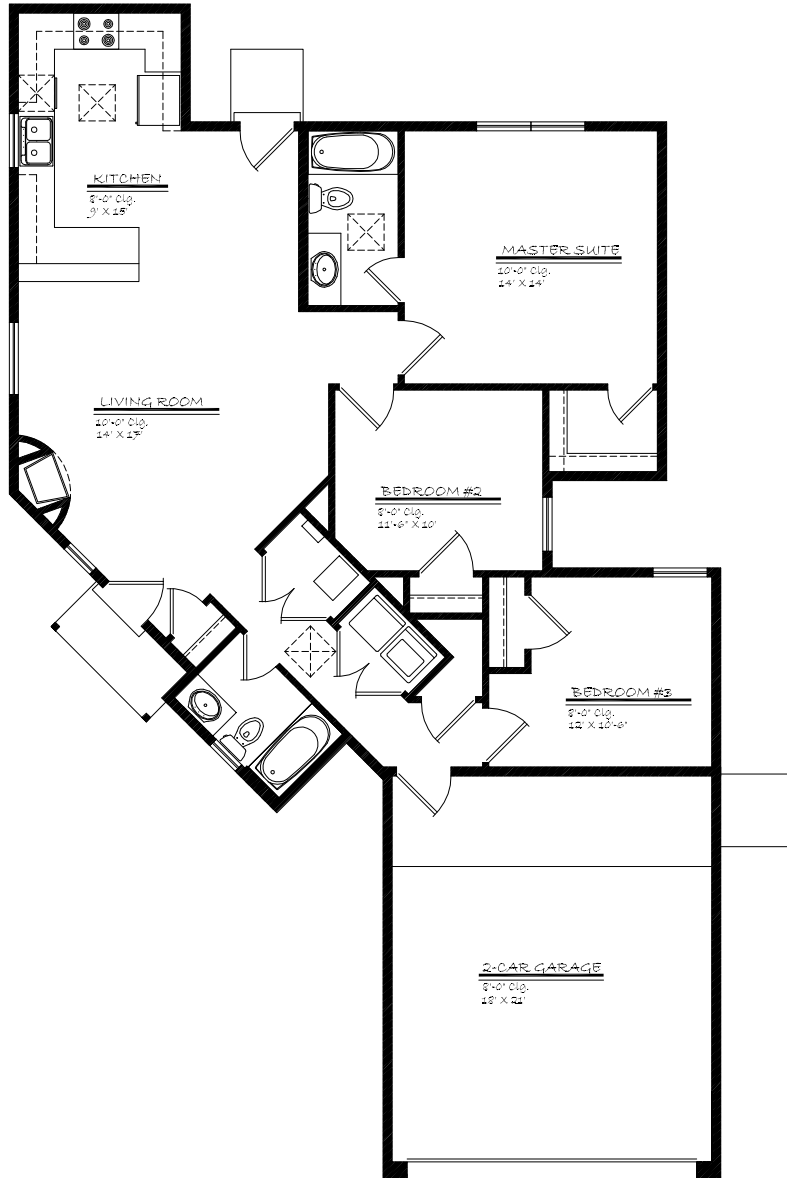 KITCHEN
8'-0" Clg.
9' X 15'
MASTER SUITE
10'-0" Clg.
14' X 14'
LIVING ROOM
10'-0" Clg.
14' X 17'
BEDROOM #2
8'-0" Clg.
11'-6" X 10'
BEDROOM #3
8'-0" Clg.
12' X 10'-6"
2-CAR GARAGE
8'-0" Clg.
18' X 21'